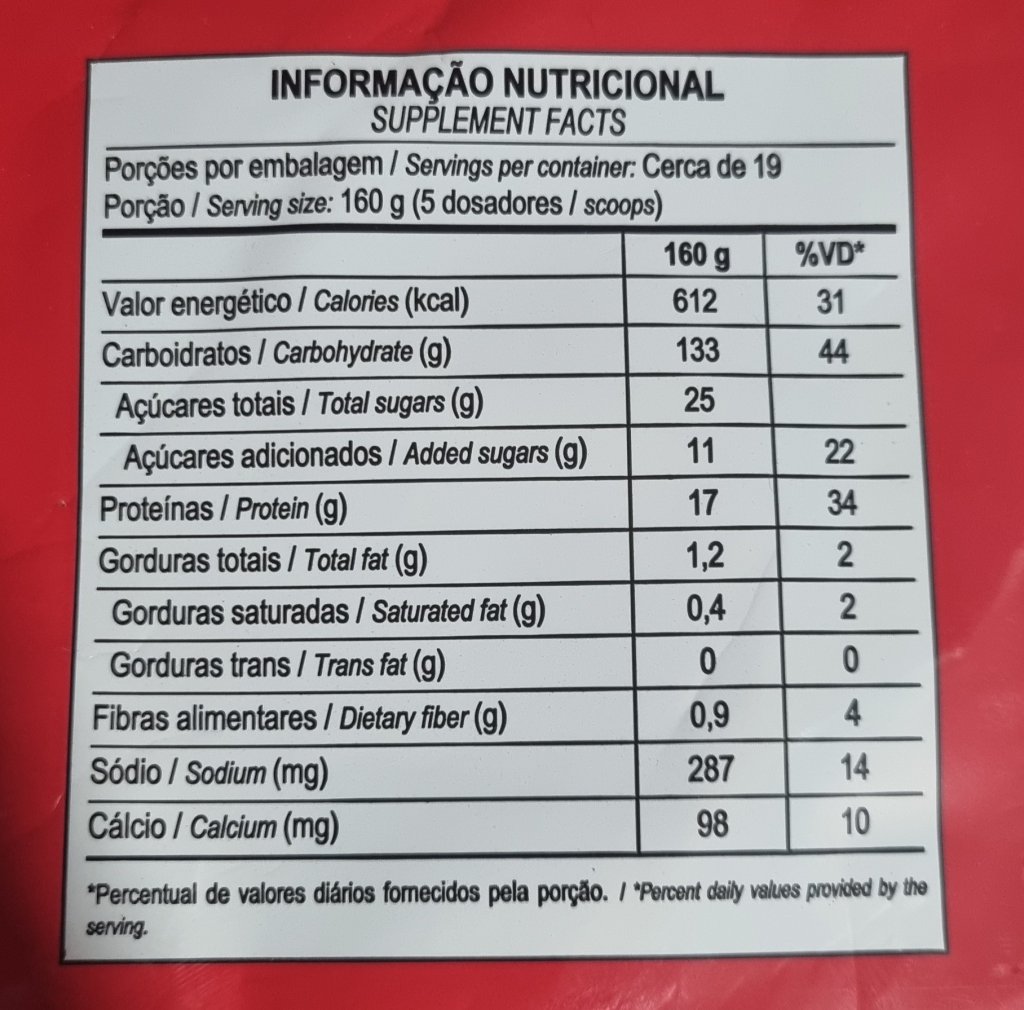 INFORMAÇÃO NUTRICIONAL
SUPPLEMENT FACTS
Porções por embalagem / Servings per container: Cerca de 19
Porção / Serving size: 160 g (5 dosadores / scoops)
160 g %VD*
Valor energético / Calories (kcal) 612 31
Carboidratos / Carbohydrate (g) 133 44
Açúcares totais / Total sugars (g) 25
Açúcares adicionados / Added sugars (g) 11 22
Proteínas / Protein (g) 17 34
Gorduras totais / Total fat (g) 1,2 2
Gorduras saturadas / Saturated fat (g) 0,4 2
Gorduras trans / Trans fat (g) 0 0
Fibras alimentares / Dietary fiber (g) 0,9 4
Sódio / Sodium (mg) 287 14
Cálcio / Calcium (mg) 98 10
*Percentual de valores diários fornecidos pela porção. / *Percent daily values provided by the
serving.